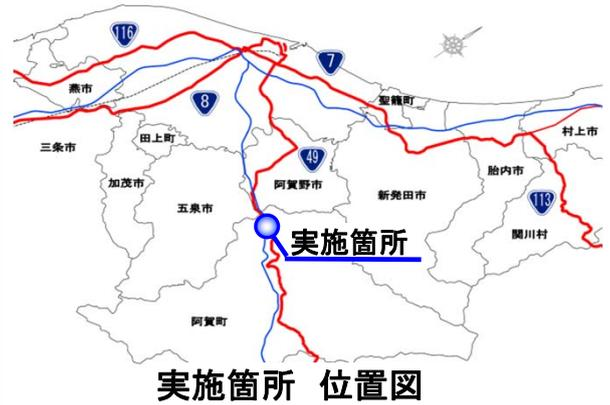 116
7
燕市
8
聖籠町
三条市
田上町
村上市
49
加茂市
阿賀野市
胎内市
新発田市
五泉市
113
関川村
実施箇所
阿賀町
実施箇所 位置図